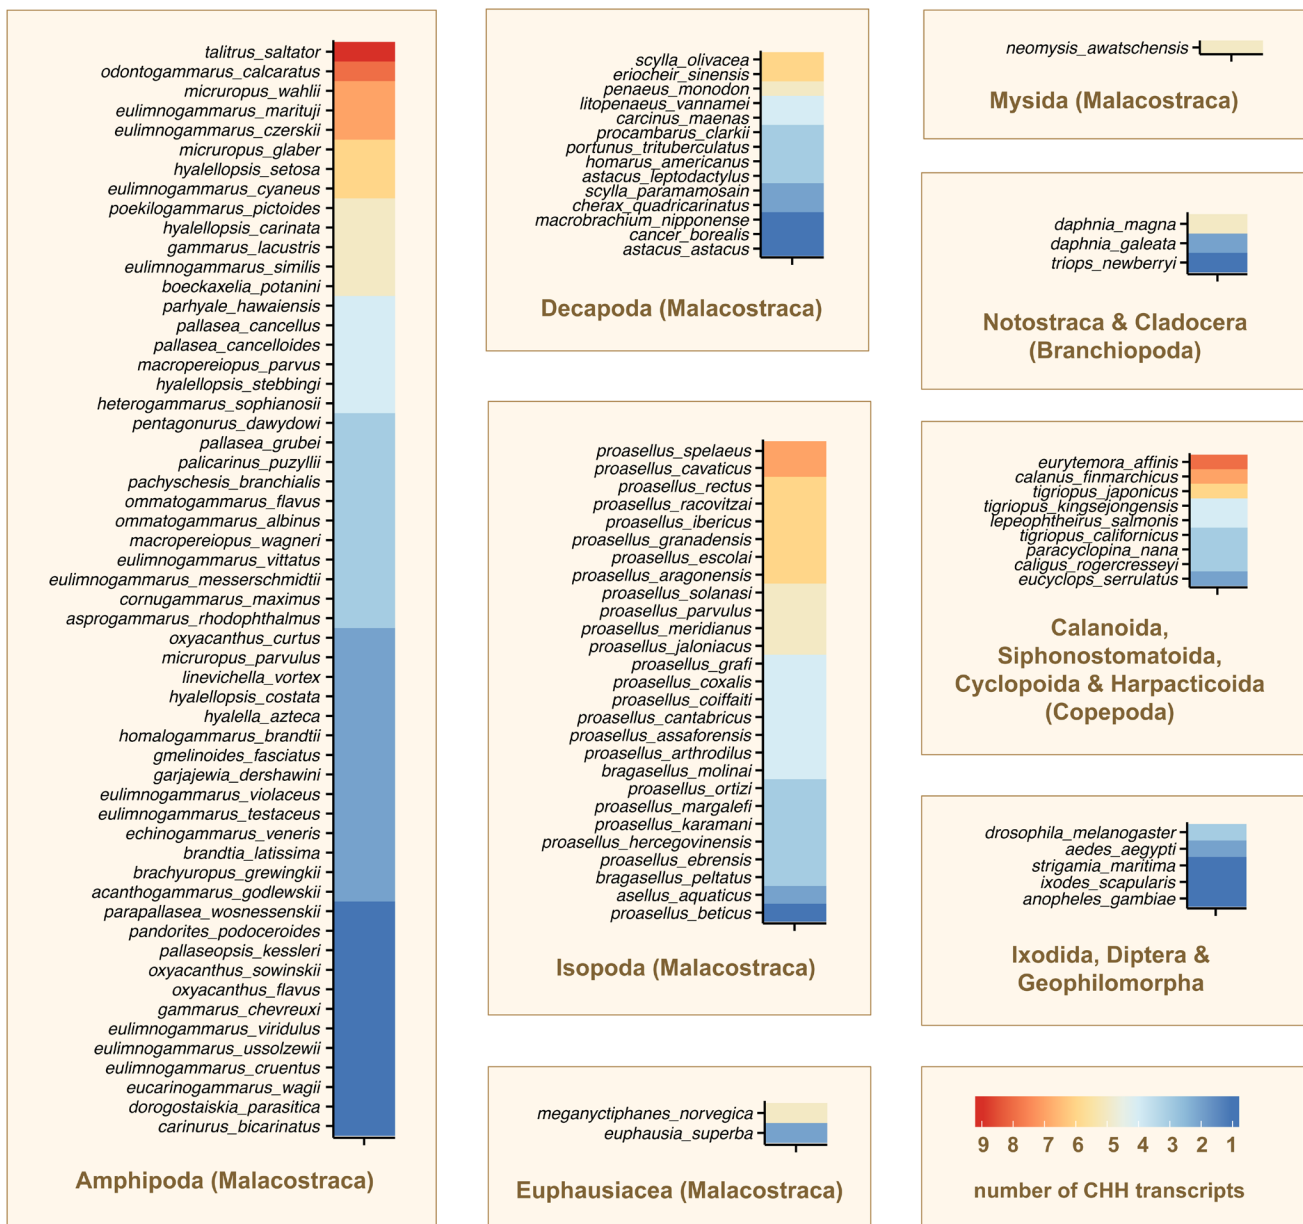 talitrus_saltator
odontogammarus_calcaratus
micruropus_wahlii
eulimnogammarus_marituji
eulimnogammarus_czerskii
micruropus_glaber
hyalellopsis_setosa
eulimnogammarus_cyaneus
poekilogammarus_pictoides
hyalellopsis_carinata
gammarus_lacustris
eulimnogammarus_similis
boeckaxelia_potanini
parhyale_hawaiensis
pallasea_cancellus
pallasea_cancelloides
macropereiopus_parvus
hyalellopsis_stebbingi
heterogammarus_sophianosii
pentagonurus_dawydowi
pallasea_grubei
palicarinus_puzyllii
pachyschesis_branchialis
ommatogammarus_flavus
ommatogammarus_albinus
macropereiopus_wagneri
eulimnogammarus_vittatus
eulimnogammarus_messerschmidtii
cornugammarus_maximus
asprogammarus_rhodophthalmus
oxyacanthus_curtus
micruropus_parvulus
linevichella_vortex
hyalellopsis_costata
hyalella_azteca
homalogammarus_brandtii
gmelinoides_fasciatus
garjajewia_dershawini
eulimnogammarus_violaceus
eulimnogammarus_testaceus
echinogammarus_veneris
brandtia_latissima
brachyuropus_grewingkii
acanthogammarus_godlewskii
parapallasea_wosnessenskii
pandorites_podoceroides
pallaseopsis_kessleri
oxyacanthus_sowinskii
oxyacanthus_flavus
gammarus_chevreuxi
eulimnogammarus_viridulus
eulimnogammarus_ussolzewii
eulimnogammarus_cruentus
eucarinogammarus_wagii
dorogostaiskia_parasitica
carinurus_bicarinatus
Amphipoda (Malacostraca)
scylla_olivacea
eriocheir_sinensis
penaeus_monodon
litopenaeus_vannamei
carcinus_maenas
procambarus_clarkii
portunus_trituberculatus
homarus_americanus
astacus_leptodactylus
scylla_paramamosain
cherax_quadricarinatus
macrobrachium_nipponense
cancer_borealis
astacus_astacus
Decapoda (Malacostraca)
proasellus_spelaeus
proasellus_cavaticus
proasellus_rectus
proasellus_racovitzai
proasellus_ibericus
proasellus_granadensis
proasellus_escolai
proasellus_aragonensis
proasellus_solanasi
proasellus_parvulus
proasellus_meridianus
proasellus_jaloniacus
proasellus_grafi
proasellus_coxalis
proasellus_coiffaiti
proasellus_cantabricus
proasellus_assaforensis
proasellus_arthrodilus
bragasellus_molinai
proasellus_ortizi
proasellus_margalefi
proasellus_karamani
proasellus_hercegovinensis
proasellus_ebrensis
bragasellus_peltatus
asellus_aquaticus
proasellus_beticus
Isopoda (Malacostraca)
meganyctiphanes_norvegica
euphausia_superba
Euphausiacea (Malacostraca)
neomysis_awatschensis
Mysida (Malacostraca)
daphnia_magna
daphnia_galeata
triops_newberryi
Notostraca & Cladocera
(Branchiopoda)
eurytemora_affinis
calanus_finmarchicus
tigriopus_japonicus
tigriopus_kingsejongensis
lepeophtheirus_salmonis
tigriopus_californicus
paracyclopina_nana
caligus_rogercresseyi
eucyclops_serrulatus
Calanoida,
Siphonostomatoida,
Cyclopoida & Harpacticoida
(Copepoda)
drosophila_melanogaster
aedes_aegypti
strigamia_maritima
ixodes_scapularis
anopheles_gambiae
Ixodida, Diptera &
Geophilomorpha
9 8 7 6 5 4 3 2 1
number of CHH transcripts